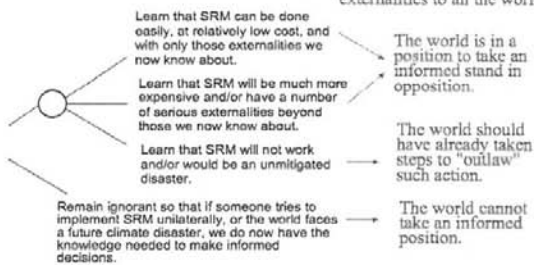 externalities to all the
Learn that SRM can be done
easily, at relatively low cost, and
with only those externalities we
now know about.
The world is in a
position to take an
informed stand in
opposition.
Learn that SRM will be much more
expensive and/or have a number
of serious externalities beyond
those we now know about.
Learn that SRM will not work
and/or would be an unmitigated
disaster.
The world should
have already taken
steps to "outlaw"
such action.
Remain ignorant so that if someone tries to
implement SRM unilaterally, or the world faces
a future climate disaster, we do now have the
knowledge needed to make informed
decisions.
The world cannot
take an informed
position.